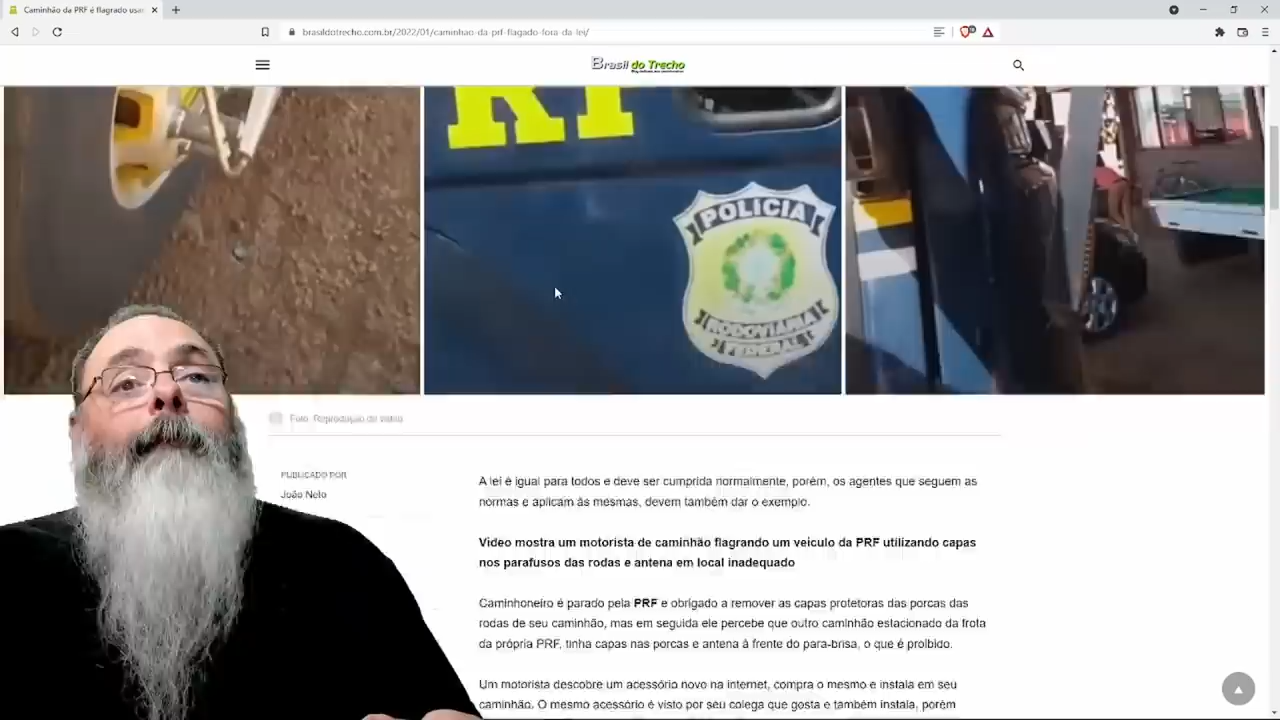 Caminhão da PRF é flagrado usan
brasildotrecho.com.br/2022/01/caminhao-da-prf-flagado-fora-da-lei/
Brasil do Trecho
POLÍCIA
RODOVIÁRIA
FEDERAL
Foto: Reprodução de vídeo
PUBLICADO POR
João Neto
A lei é igual para todos e deve ser cumprida normalmente, porém, os agentes que seguem as
normas e aplicam às mesmas, devem também dar o exemplo.
Video mostra um motorista de caminhão flagrando um veiculo da PRF utilizando capas
nos parafusos das rodas e antena em local inadequado
Caminhoneiro é parado pela PRF e obrigado a remover as capas protetoras das porcas das
rodas de seu caminhão, mas em seguida ele percebe que outro caminhão estacionado da frota
da própria PRF, tinha capas nas porcas e antena à frente do para-brisa, o que é proibido.
Um motorista descobre um acessório novo na internet, compra o mesmo e instala em seu
caminhão. O mesmo acessório é visto por seu colega que gosta e também instala, porém